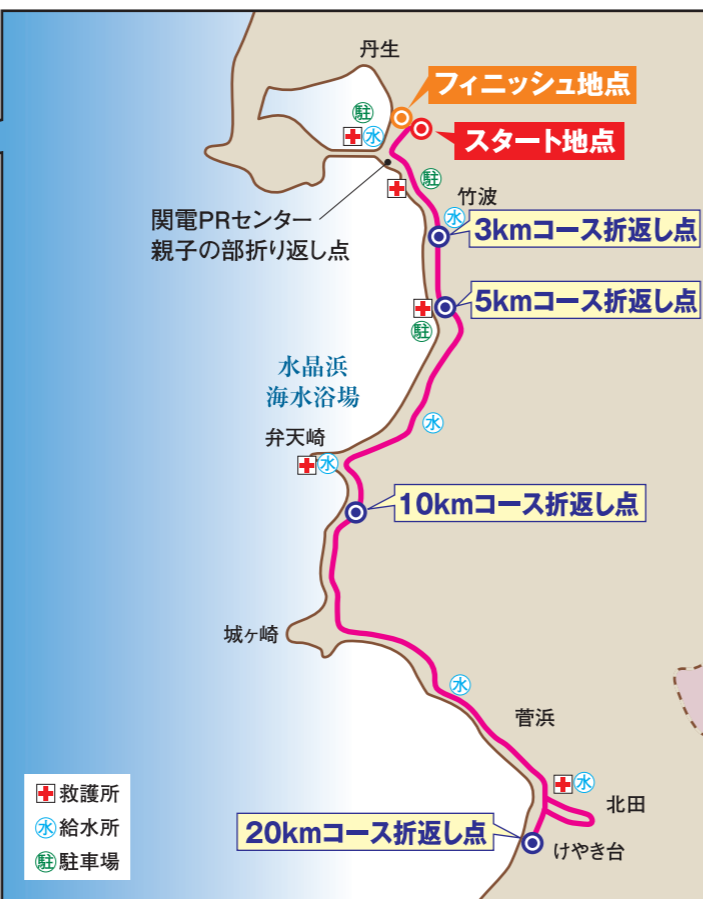 丹生
フィニッシュ地点
スタート地点
駐
水
駐
竹波
水
関電PRセンター
親子の部折り返し点
3kmコース折返し点
5kmコース折返し点
駐
水晶浜
海水浴場
水
弁天崎
水
10kmコース折返し点
城ヶ崎
水
菅浜
水
北田
20kmコース折返し点
けやき台
救護所
水 給水所
駐 駐車場